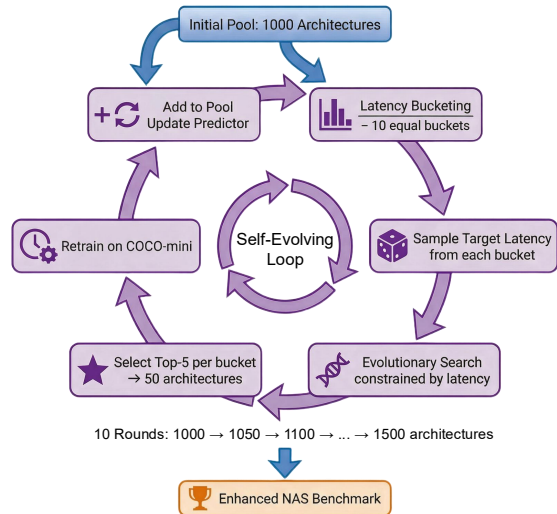 Initial Pool: 1000 Architectures
Add to Pool
Update Predictor
Latency Bucketing
– 10 equal buckets
Retrain on COCO-mini
Self-Evolving
Loop
Sample Target Latency
from each bucket
Select Top-5 per bucket
→ 50 architectures
Evolutionary Search
constrained by latency
10 Rounds: 1000 → 1050 → 1100 → ... → 1500 architectures
Enhanced NAS Benchmark